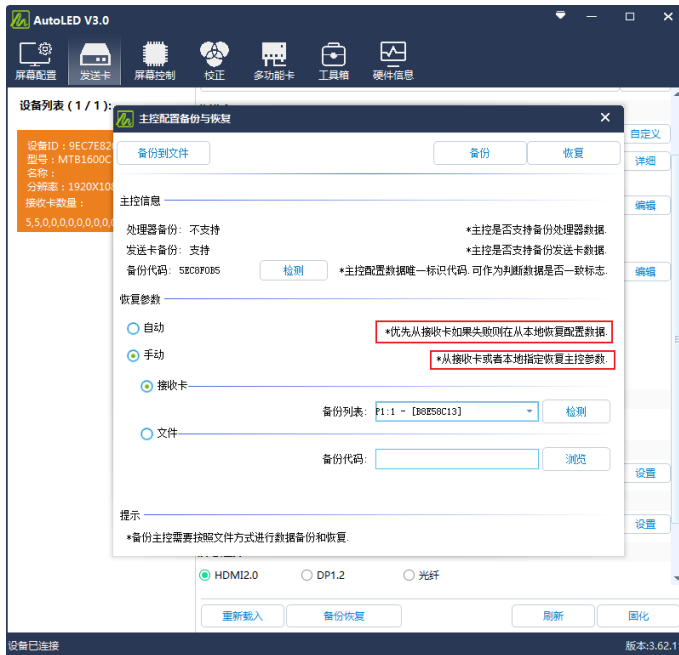 AutoLED V3.0
屏幕配置 发送卡 屏幕控制 校正 多功能卡 工具箱 硬件信息
设备列表 ( 1 / 1 ):
设备ID：9EC7E82
型号：MTB1600C
名称：
分辨率：1920X108
接收卡数量：
5,5,0,0,0,0,0,0,0,0
自定义
详细
编辑
编辑
设置
设置
主控配置备份与恢复
备份到文件 备份 恢复
主控信息
处理器备份: 不支持 *主控是否支持备份处理器数据.
发送卡备份: 支持 *主控是否支持备份发送卡数据.
备份代码: 5EC8F0B5 检测 *主控配置数据唯一标识代码.可作为判断数据是否一致标志.
恢复参数
自动 *优先从接收卡如果失败则在从本地恢复配置数据.
手动 *从接收卡或者本地指定恢复主控参数.
接收卡
备份列表: P1:1 - [B8E58C13] 检测
文件
备份代码: 浏览
提示
*备份主控需要按照文件方式进行数据备份和恢复.
HDMI2.0 DP1.2 光纤
重新载入 备份恢复 刷新 固化
设备已连接 版本:3.62.1